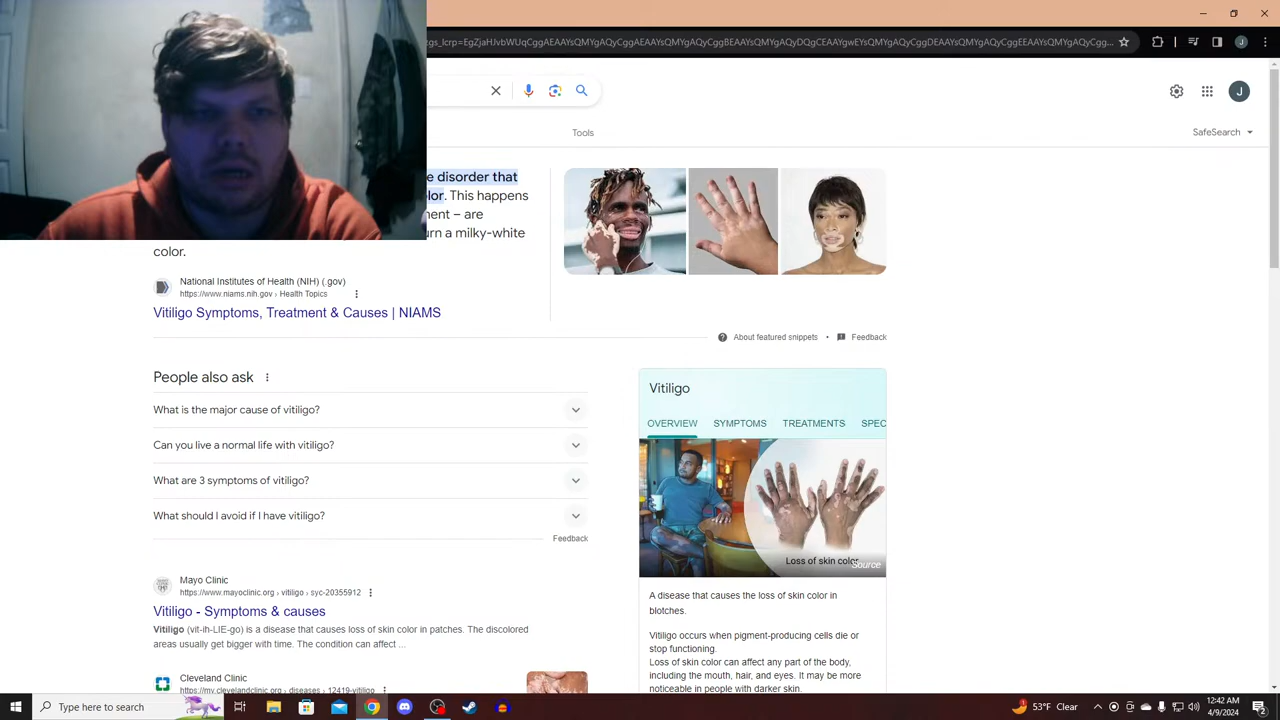 Tools
SafeSearch
e disorder that
lor. This happens
nent – are
urn a milky-white
color.
National Institutes of Health (NIH) (.gov)
https://www.niams.nih.gov › Health Topics
Vitiligo Symptoms, Treatment & Causes | NIAMS
About featured snippets • Feedback
People also ask
What is the major cause of vitiligo?
Can you live a normal life with vitiligo?
What are 3 symptoms of vitiligo?
What should I avoid if I have vitiligo?
Feedback
Mayo Clinic
https://www.mayoclinic.org › vitiligo › syc-20355912
Vitiligo - Symptoms & causes
Vitiligo (vit-ih-LIE-go) is a disease that causes loss of skin color in patches. The discolored
areas usually get bigger with time. The condition can affect ...
Cleveland Clinic
https://my.clevelandclinic.org › diseases › 12419-vitiligo
Vitiligo
OVERVIEW SYMPTOMS TREATMENTS SPEC
Loss of skin color
Source
A disease that causes the loss of skin color in
blotches.
Vitiligo occurs when pigment-producing cells die or
stop functioning.
Loss of skin color can affect any part of the body,
including the mouth, hair, and eyes. It may be more
noticeable in people with darker skin.
Type here to search
53°F Clear
12:42 AM
4/9/2024
2